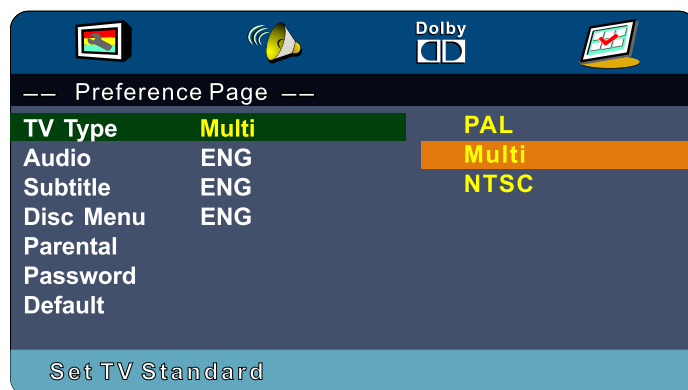 Dolby
–– Preference Page ––
TV Type Multi PAL
Audio ENG Multi
Subtitle ENG NTSC
Disc Menu ENG
Parental
Password
Default
Set TV Standard